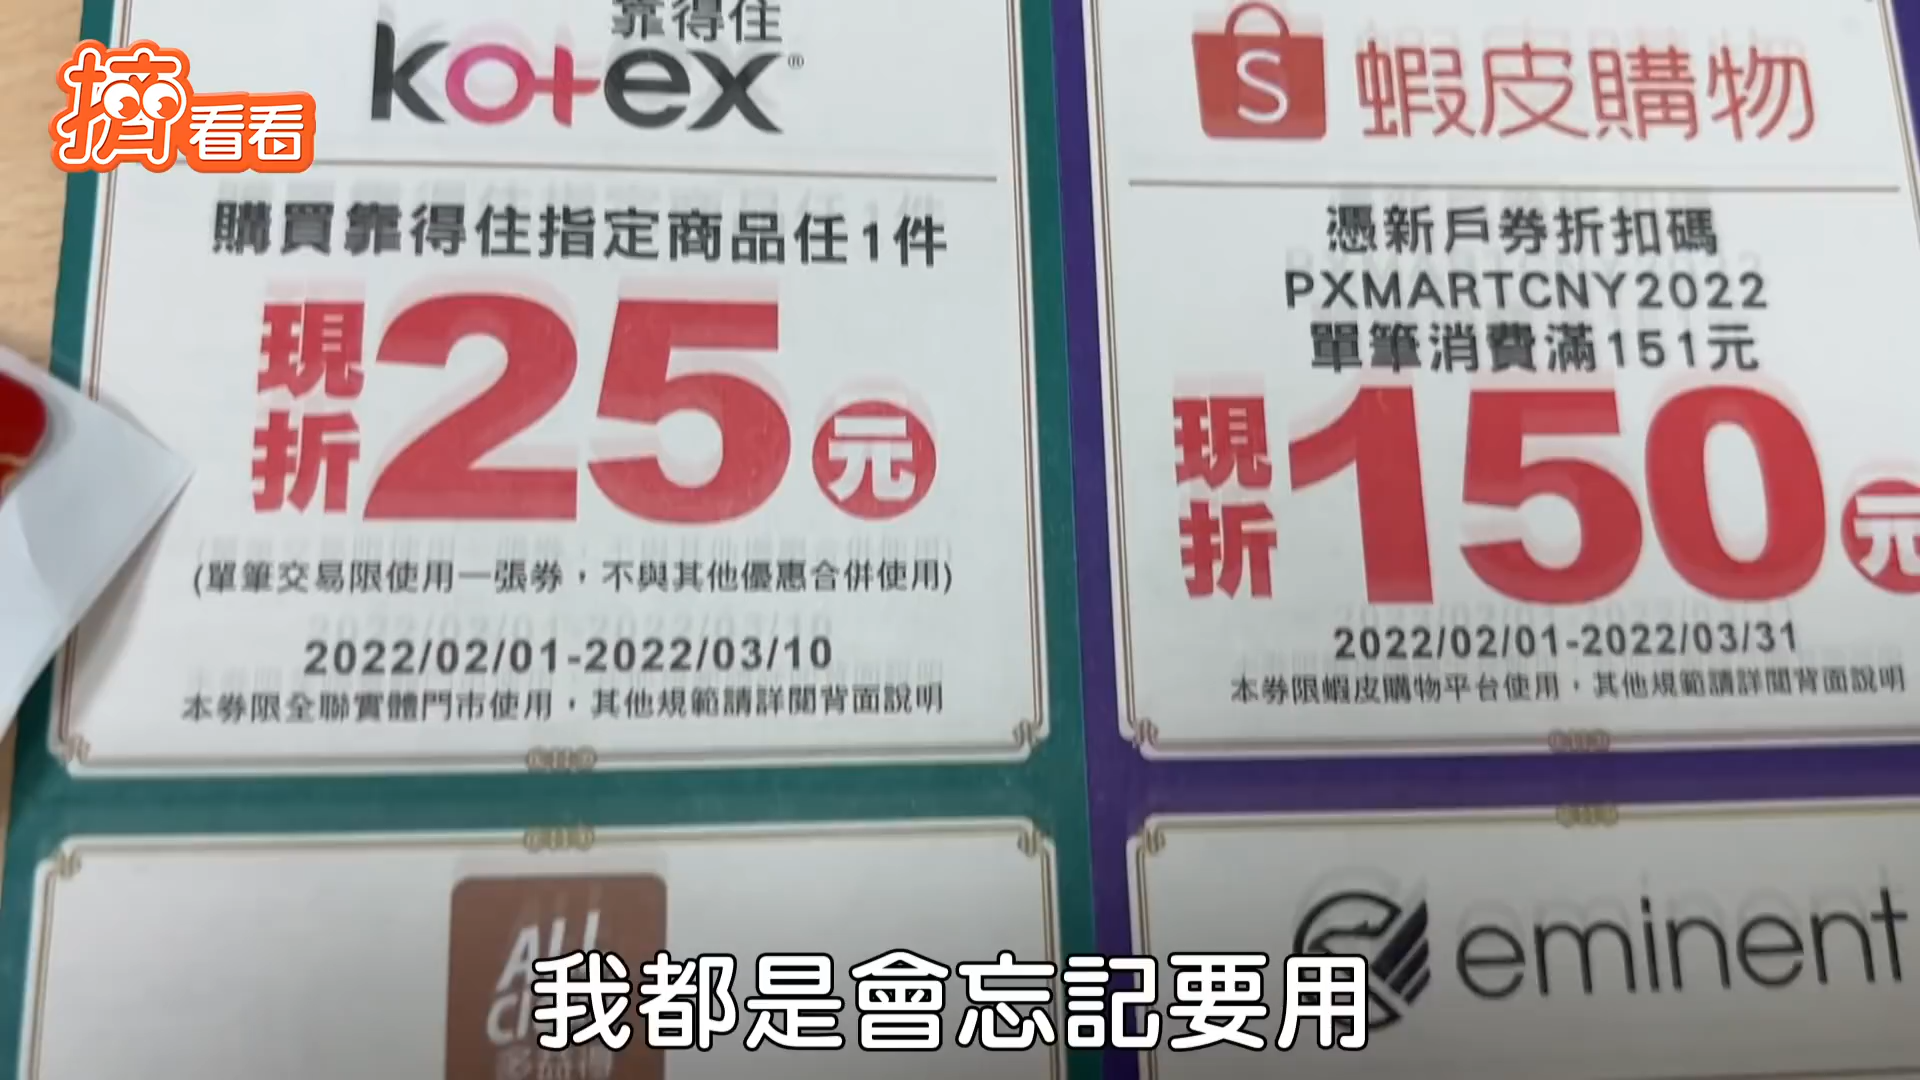 擠看看
靠得住
kotex®
購買靠得住指定商品任1件
現折25元
(單筆交易限使用一張券，不與其他優惠合併使用)
2022/02/01-2022/03/10
本券限全聯實體門市使用，其他規範請詳閱背面說明
S 蝦皮購物
憑新戶券折扣碼
PXMARTCNY2022
單筆消費滿151元
現折150元
2022/02/01-2022/03/31
本券限蝦皮購物平台使用，其他規範請詳閱背面說明
ALL
eminent
我都是會忘記要用